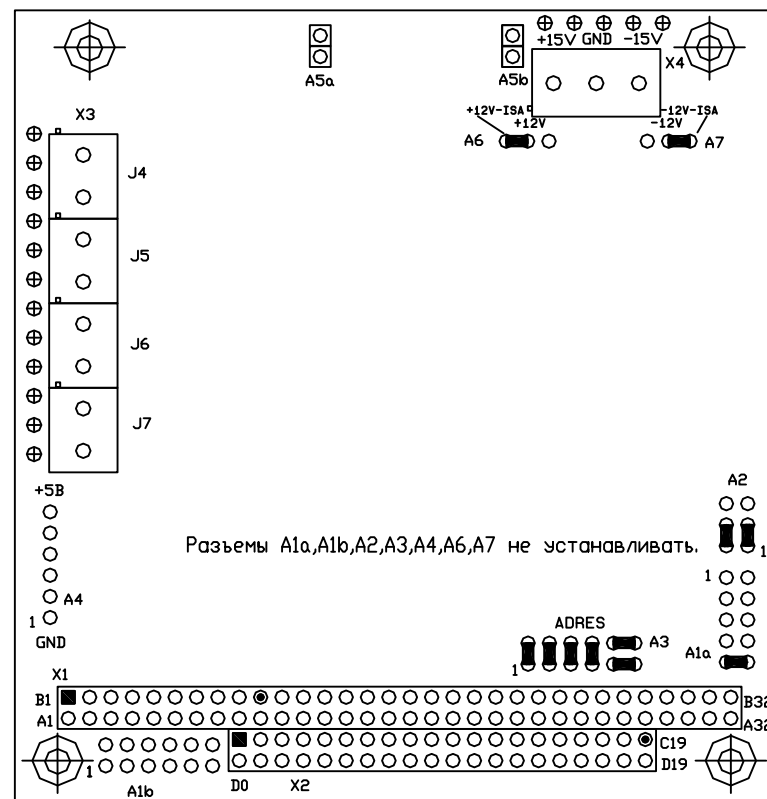 +15V GND -15V
A5a
A5b
X4
+12V-ISA
-12V-ISA
+12V
-12V
A6
A7
X3
J4
J5
J6
J7
+5В
A2
Разъемы A1a,A1b,A2,A3,A4,A6,A7 не устанавливать.
1
1
A4
1
GND
ADRES
A3
A1a
1
X1
B1
B32
A1
A32
C19
1
D19
A1b
D0
X2